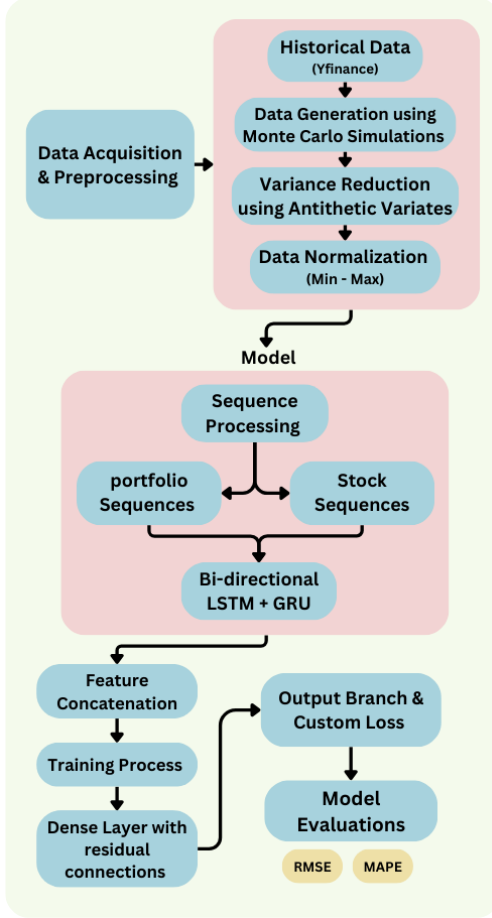 Data Acquisition
& Preprocessing
Historical Data
(Yfinance)
Data Generation using
Monte Carlo Simulations
Variance Reduction
using Antithetic Variates
Data Normalization
(Min - Max)
Model
Sequence
Processing
portfolio
Sequences
Stock
Sequences
Bi-directional
LSTM + GRU
Feature
Concatenation
Training Process
Dense Layer with
residual
connections
Output Branch &
Custom Loss
Model
Evaluations
RMSE
MAPE